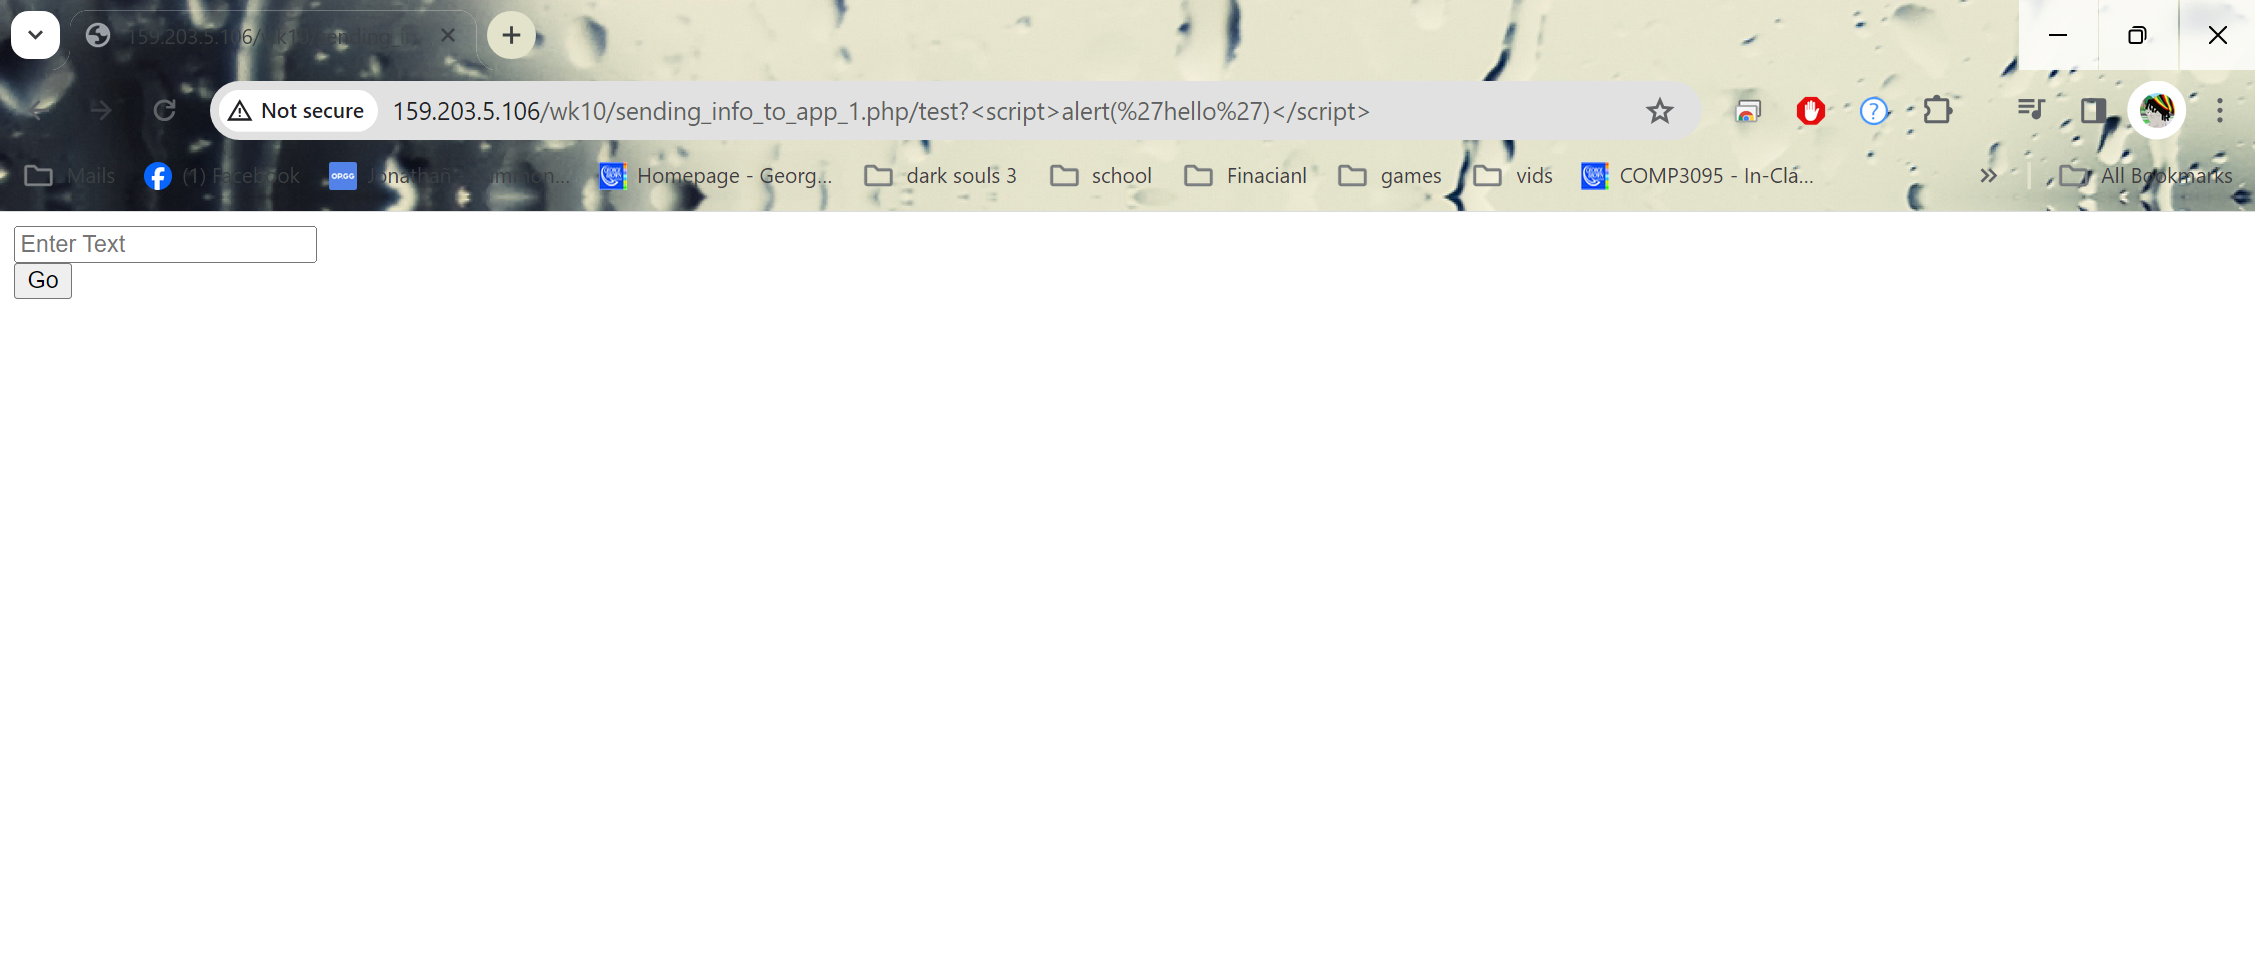 159.203.5.106/wk10/sending_in
Not secure 159.203.5.106/wk10/sending_info_to_app_1.php/test?<script>alert(%27hello%27)</script>
Mails (1) Facebook OP.GG Jonathan Homepage - Georg... dark souls 3 school Finacianl games vids COMP3095 - In-Cla... All Bookmarks
Enter Text
Go